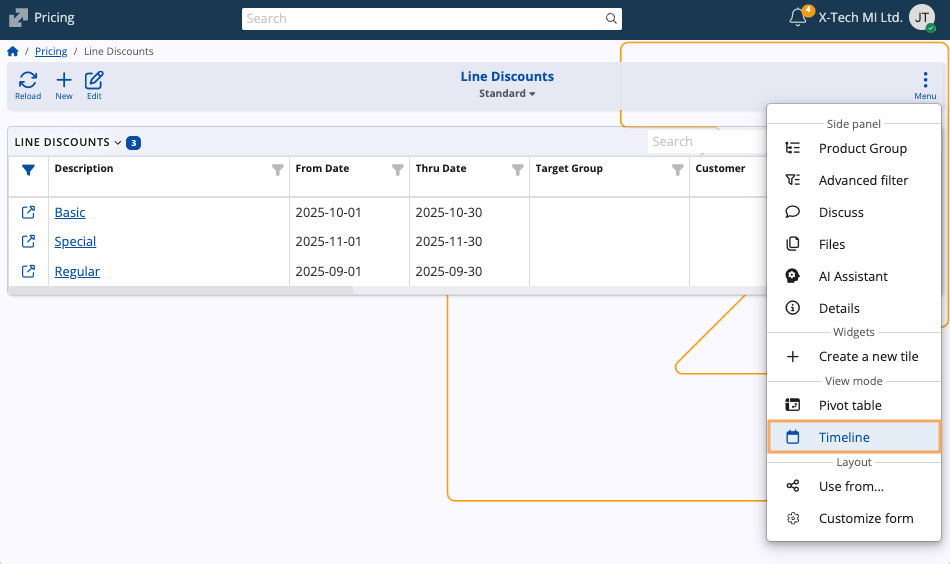 Pricing
Search
4
X-Tech MI Ltd.
JT
/ Pricing / Line Discounts
Reload
New
Edit
Line Discounts
Standard
Menu
LINE DISCOUNTS 3
Search
Description From Date Thru Date Target Group Customer
Basic 2025-10-01 2025-10-30
Special 2025-11-01 2025-11-30
Regular 2025-09-01 2025-09-30
Side panel
Product Group
Advanced filter
Discuss
Files
AI Assistant
Details
Widgets
Create a new tile
View mode
Pivot table
Timeline
Layout
Use from...
Customize form